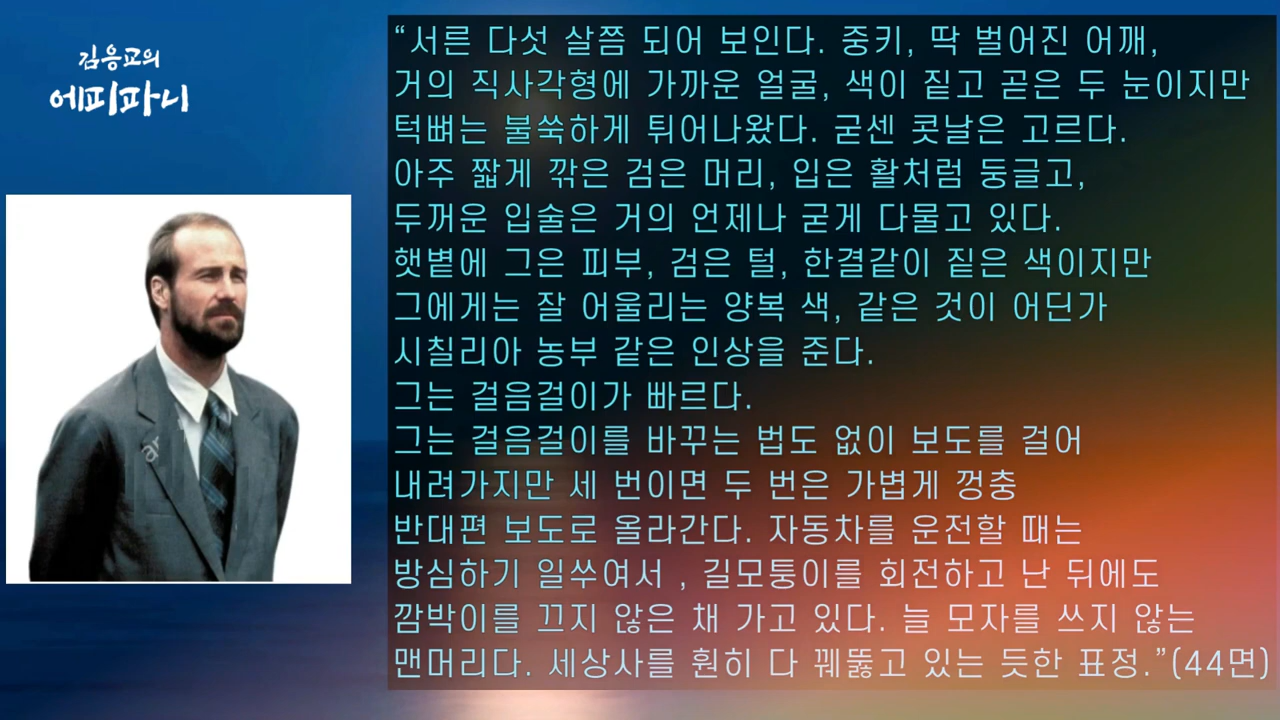 김응교의
에피파니
“서른 다섯 살쯤 되어 보인다. 중키, 딱 벌어진 어깨,
거의 직사각형에 가까운 얼굴, 색이 짙고 곧은 두 눈이지만
턱뼈는 불쑥하게 튀어나왔다. 굳센 콧날은 고르다.
아주 짧게 깎은 검은 머리, 입은 활처럼 둥글고,
두꺼운 입술은 거의 언제나 굳게 다물고 있다.
햇볕에 그은 피부, 검은 털, 한결같이 짙은 색이지만
그에게는 잘 어울리는 양복 색, 같은 것이 어딘가
시칠리아 농부 같은 인상을 준다.
그는 걸음걸이가 빠르다.
그는 걸음걸이를 바꾸는 법도 없이 보도를 걸어
내려가지만 세 번이면 두 번은 가볍게 껑충
반대편 보도로 올라간다. 자동차를 운전할 때는
방심하기 일쑤여서 , 길모퉁이를 회전하고 난 뒤에도
깜박이를 끄지 않은 채 가고 있다. 늘 모자를 쓰지 않는
맨머리다. 세상사를 훤히 다 꿰뚫고 있는 듯한 표정.”(44면)
ar